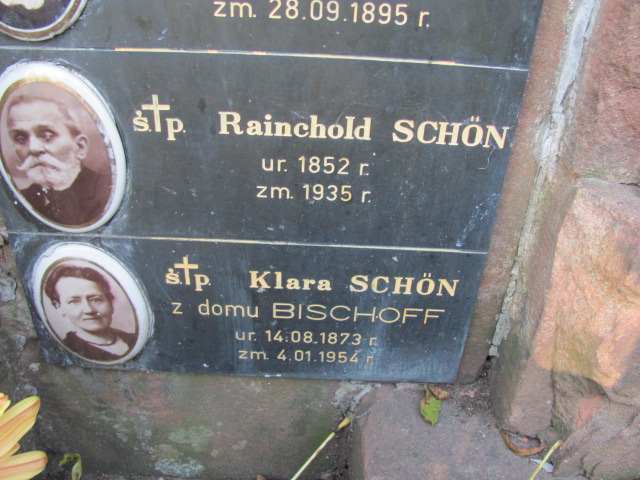 zm. 28.09.1895 r.
ś.†p. Rainchold SCHÖN
ur. 1852 r.
zm. 1935 r.
ś.†p. Klara SCHÖN
z domu BISCHOFF
ur. 14.08.1873 r.
zm. 4.01.1954 r.